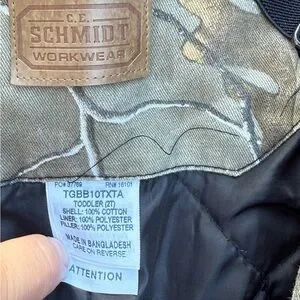 C.E.
SCHMIDT
WORKWEAR
PO# 37769 RN# 16101
TGBB10TXTA
TODDLER (2T)
SHELL: 100% COTTON
LINER: 100% POLYESTER
FILLER: 100% POLYESTER
MADE IN BANGLADESH
CARE ON REVERSE
ATTENTION